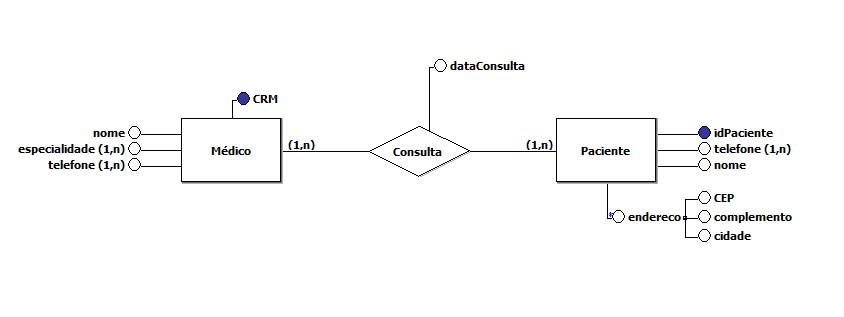 dataConsulta
CRM
nome
especialidade (1,n)
telefone (1,n)
Médico
(1,n)
Consulta
(1,n)
Paciente
idPaciente
telefone (1,n)
nome
endereco
CEP
complemento
cidade